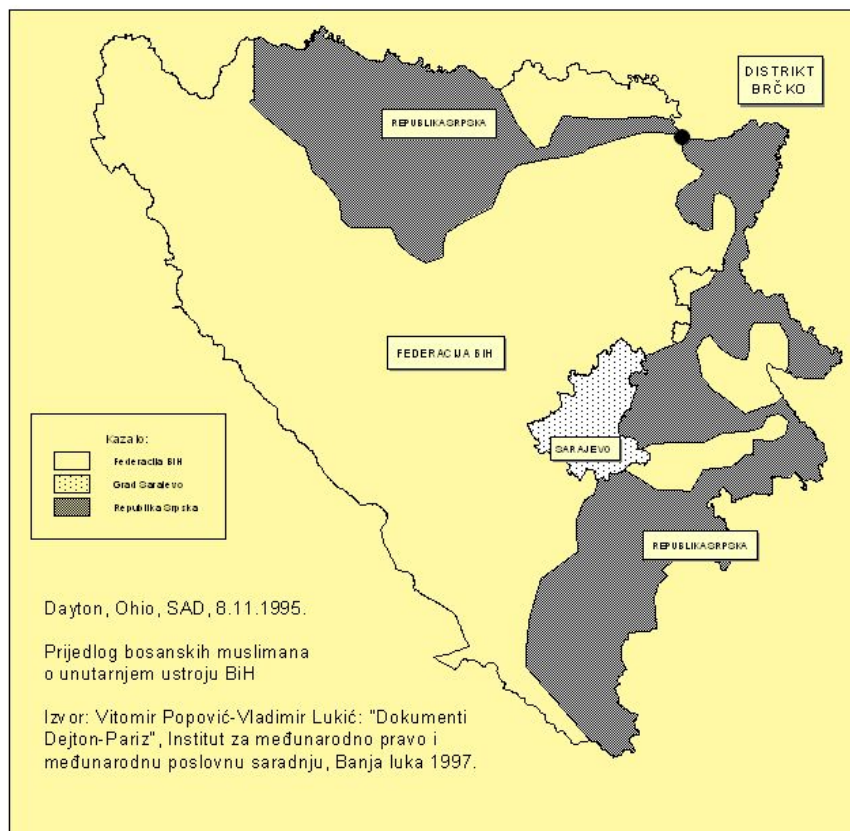 DISTRIKT
BRČKO
REPUBLIKA SRPSKA
FEDERACIJA BIH
SARAJEVO
Kazalo:
Federacija BIH
Grad Sarajevo
Republika Srpska
REPUBLIKA SRPSKA
Dayton, Ohio, SAD, 8.11.1995.
Prijedlog bosanskih muslimana
o unutarnjem ustroju BiH
Izvor: Vitomir Popović-Vladimir Lukić: "Dokumenti
Dejton-Pariz", Institut za međunarodno pravo i
međunarodnu poslovnu saradnju, Banja luka 1997.